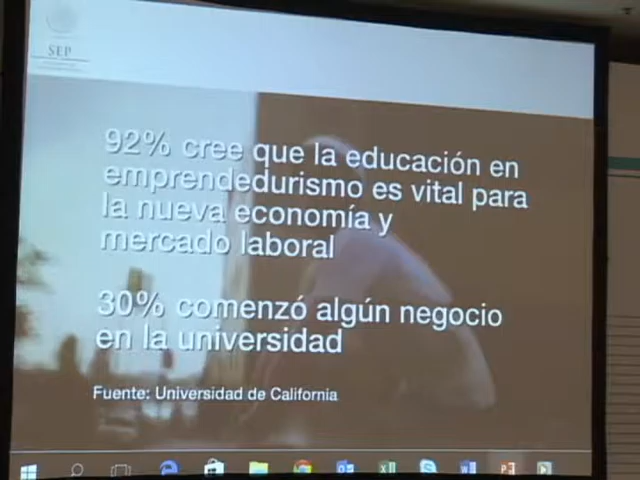 SEP
92% cree que la educación en
emprendedurismo es vital para
la nueva economía y
mercado laboral
30% comenzó algún negocio
en la universidad
Fuente: Universidad de California